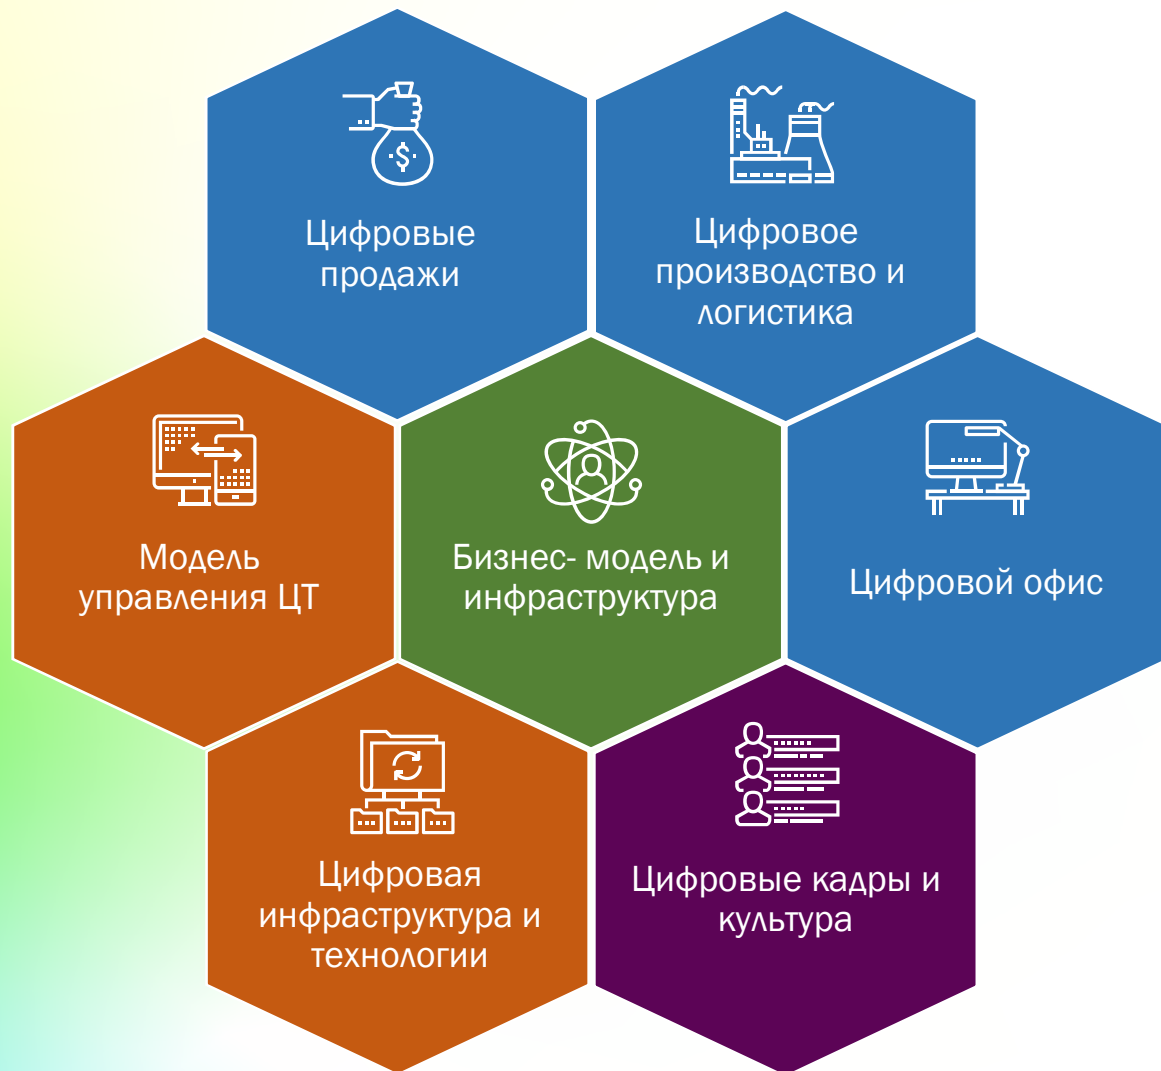 Цифровые
продажи
Цифровое
производство и
логистика
Модель
управления ЦТ
Бизнес- модель и
инфраструктура
Цифровой офис
Цифровая
инфраструктура и
технологии
Цифровые кадры и
культура